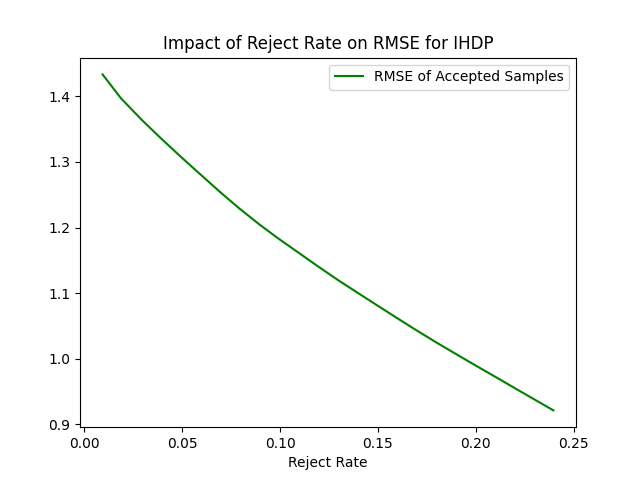 Impact of Reject Rate on RMSE for IHDP
RMSE of Accepted Samples
1.4
1.3
1.2
1.1
1.0
0.9
0.00 0.05 0.10 0.15 0.20 0.25
Reject Rate